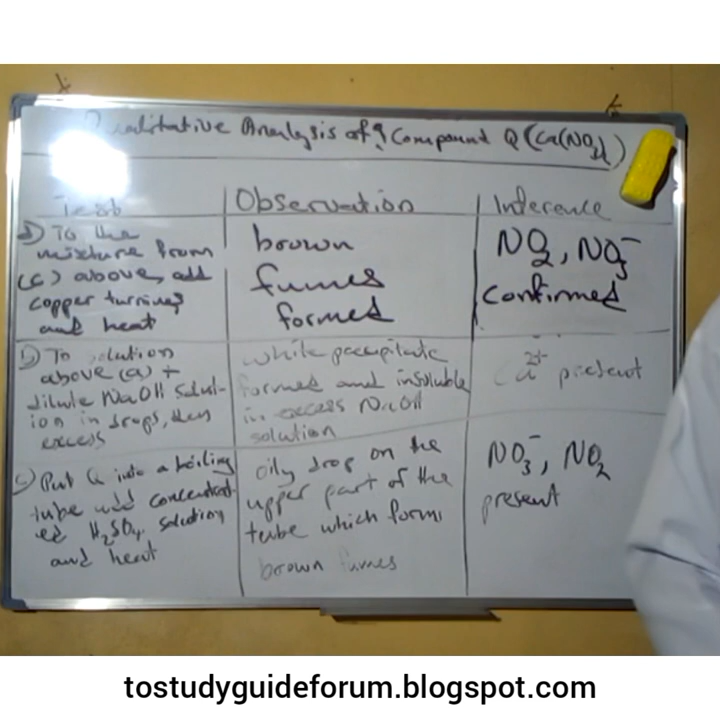 Qualitative Analysis of Compound Q (Ca(NO3)2)
Test
Observation
Inference
d) To the
mixture from
(c) above, add
copper turnings
and heat
brown
fumes
formed
NO2, NO3-
confirmed
b) To solution
above (a) +
dilute NaOH solut-
ion in drops, then
excess
white precipitate
formed and insoluble
in excess NaOH
solution
Ca2+ present
c) Put Q into a boiling
tube add concentrat-
ed H2SO4 solution
and heat
oily drop on the
upper part of the
tube which forms
brown fumes
NO3-, NO2
present
tostudyguideforum.blogspot.com